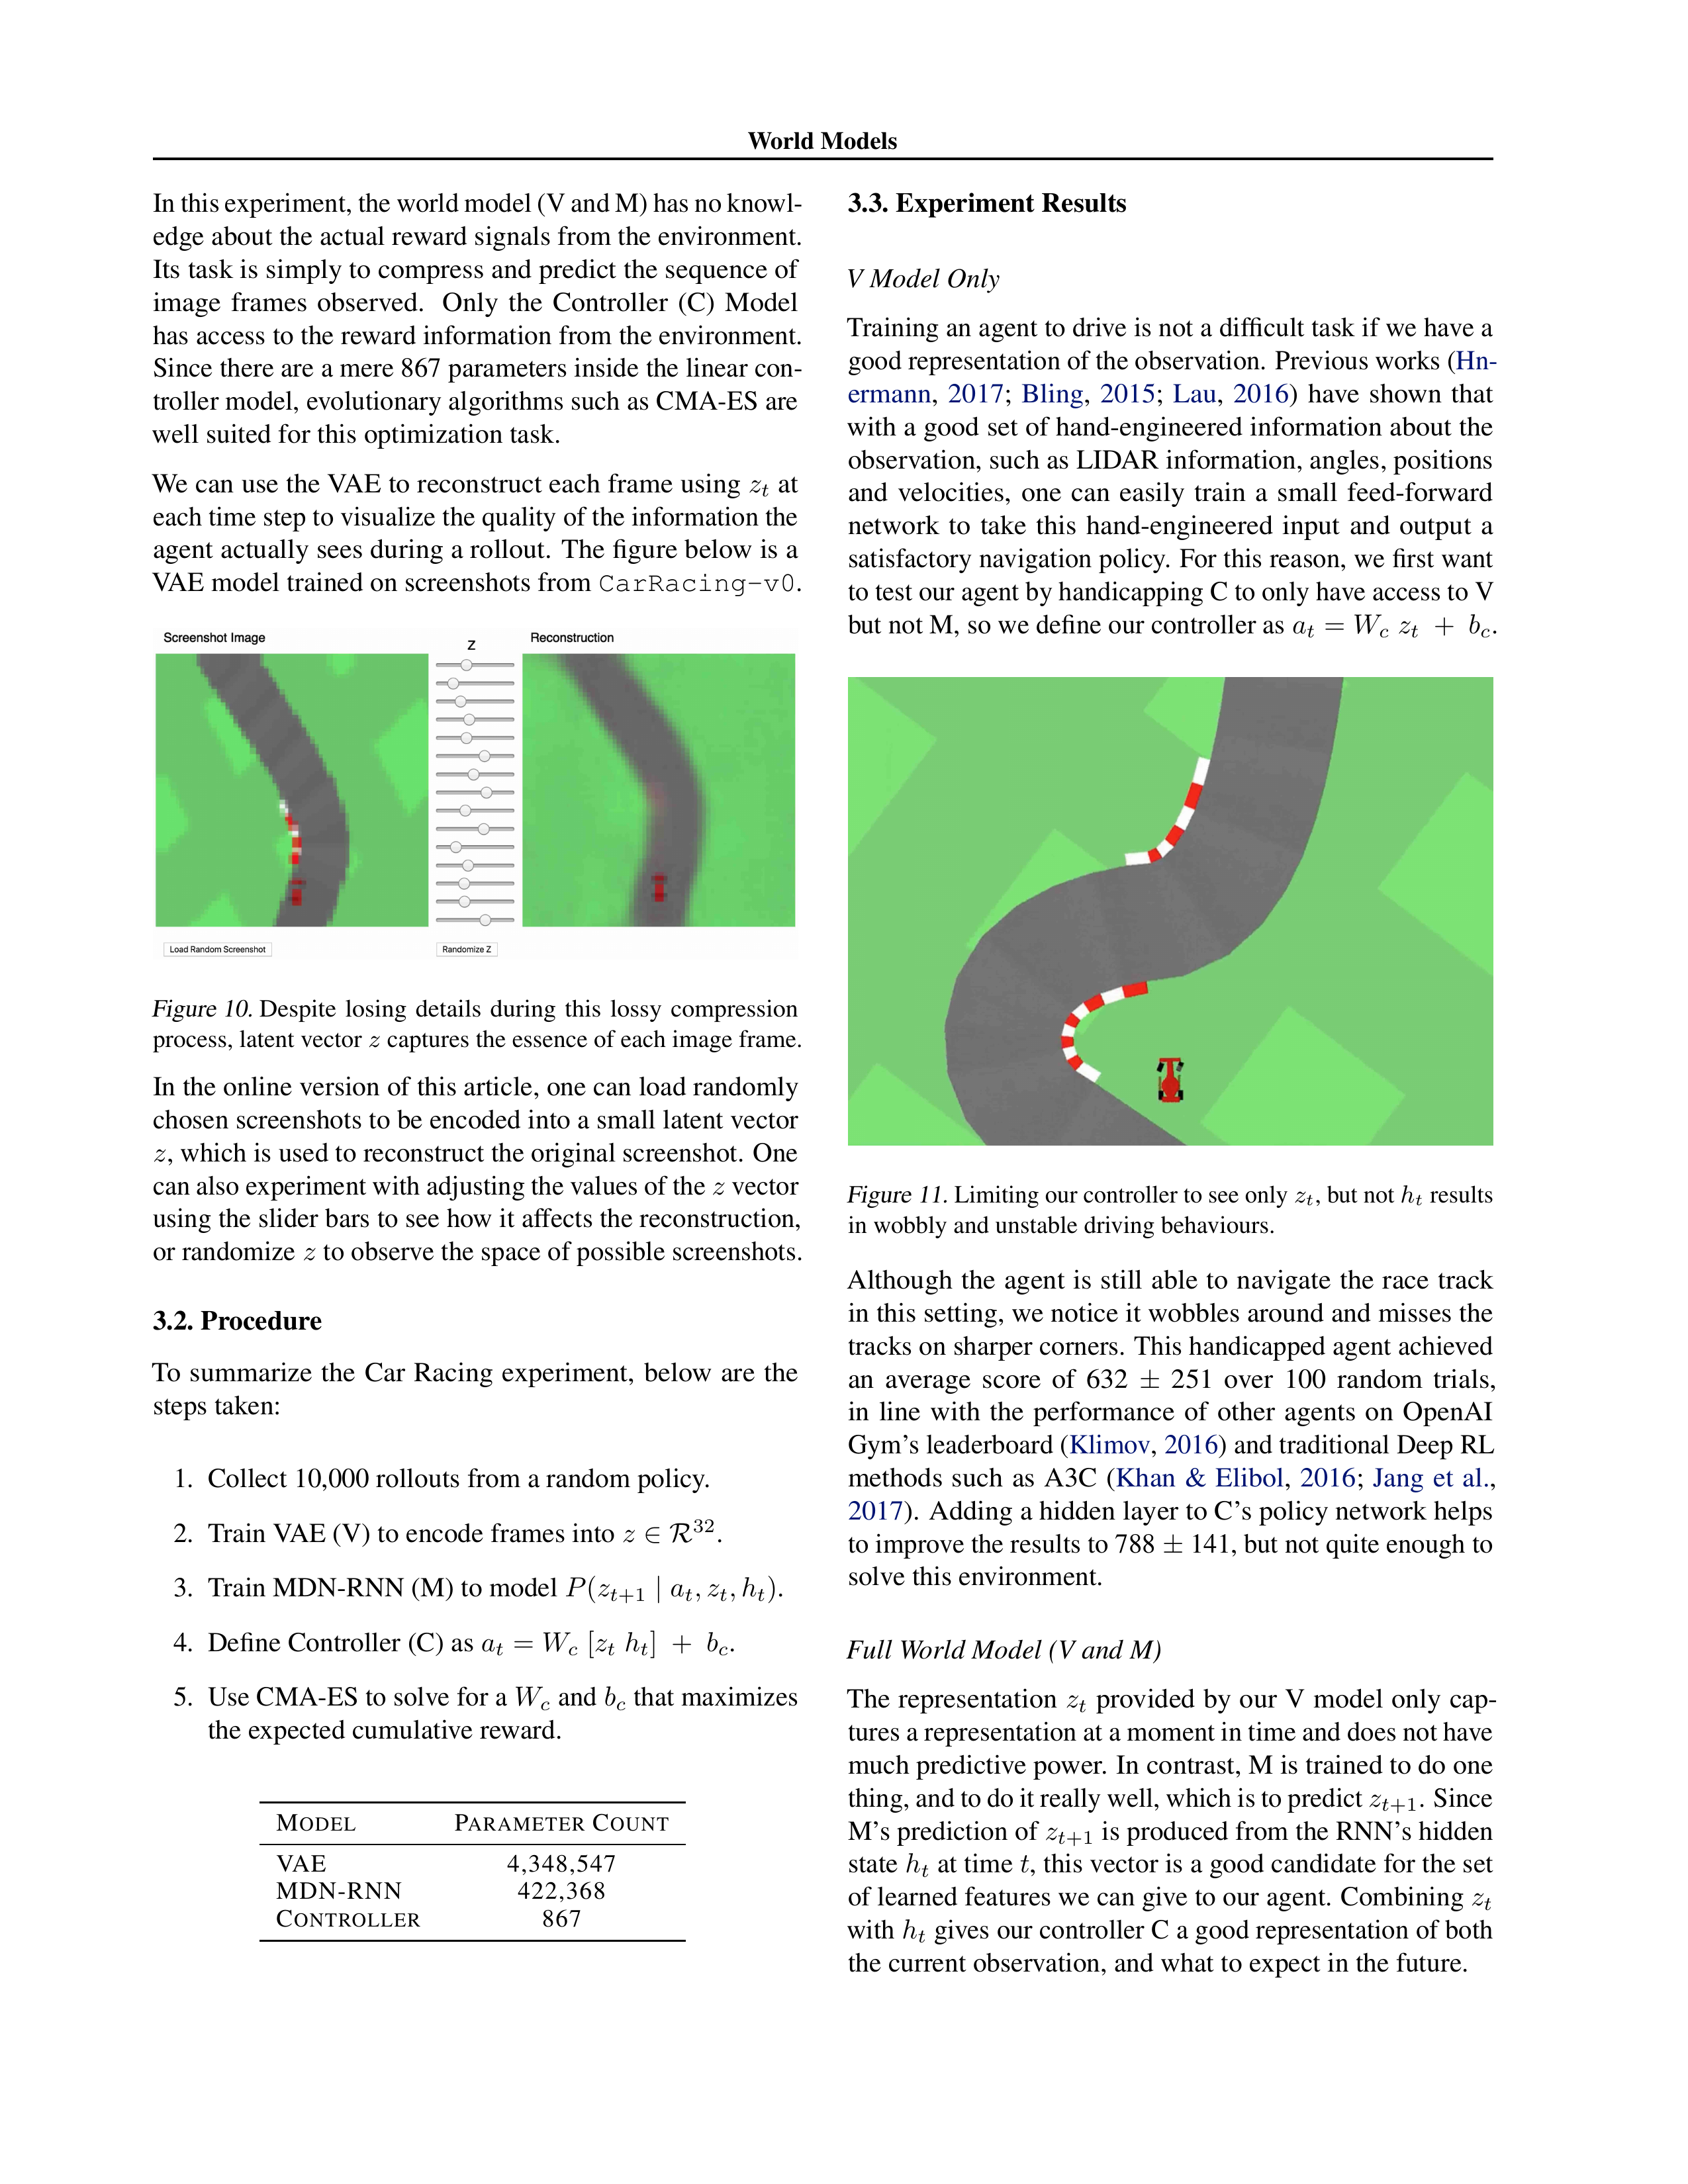 World Models
In this experiment, the world model (V and M) has no knowl-
edge about the actual reward signals from the environment.
Its task is simply to compress and predict the sequence of
image frames observed. Only the Controller (C) Model
has access to the reward information from the environment.
Since there are a mere 867 parameters inside the linear con-
troller model, evolutionary algorithms such as CMA-ES are
well suited for this optimization task.
We can use the VAE to reconstruct each frame using z_t at
each time step to visualize the quality of the information the
agent actually sees during a rollout. The figure below is a
VAE model trained on screenshots from CarRacing-v0.
Screenshot Image
z
Reconstruction
Load Random Screenshot
Randomize Z
Figure 10. Despite losing details during this lossy compression
process, latent vector z captures the essence of each image frame.
In the online version of this article, one can load randomly
chosen screenshots to be encoded into a small latent vector
z, which is used to reconstruct the original screenshot. One
can also experiment with adjusting the values of the z vector
using the slider bars to see how it affects the reconstruction,
or randomize z to observe the space of possible screenshots.
3.2. Procedure
To summarize the Car Racing experiment, below are the
steps taken:
1. Collect 10,000 rollouts from a random policy.
2. Train VAE (V) to encode frames into z ∈ R^32.
3. Train MDN-RNN (M) to model P(z_{t+1} | a_t, z_t, h_t).
4. Define Controller (C) as a_t = W_c [z_t h_t] + b_c.
5. Use CMA-ES to solve for a W_c and b_c that maximizes
the expected cumulative reward.
MODEL PARAMETER COUNT
VAE 4,348,547
MDN-RNN 422,368
CONTROLLER 867
3.3. Experiment Results
V Model Only
Training an agent to drive is not a difficult task if we have a
good representation of the observation. Previous works (Hn-
ermann, 2017; Bling, 2015; Lau, 2016) have shown that
with a good set of hand-engineered information about the
observation, such as LIDAR information, angles, positions
and velocities, one can easily train a small feed-forward
network to take this hand-engineered input and output a
satisfactory navigation policy. For this reason, we first want
to test our agent by handicapping C to only have access to V
but not M, so we define our controller as a_t = W_c z_t + b_c.
Figure 11. Limiting our controller to see only z_t, but not h_t results
in wobbly and unstable driving behaviours.
Although the agent is still able to navigate the race track
in this setting, we notice it wobbles around and misses the
tracks on sharper corners. This handicapped agent achieved
an average score of 632 ± 251 over 100 random trials,
in line with the performance of other agents on OpenAI
Gym's leaderboard (Klimov, 2016) and traditional Deep RL
methods such as A3C (Khan & Elibol, 2016; Jang et al.,
2017). Adding a hidden layer to C's policy network helps
to improve the results to 788 ± 141, but not quite enough to
solve this environment.
Full World Model (V and M)
The representation z_t provided by our V model only cap-
tures a representation at a moment in time and does not have
much predictive power. In contrast, M is trained to do one
thing, and to do it really well, which is to predict z_{t+1}. Since
M's prediction of z_{t+1} is produced from the RNN's hidden
state h_t at time t, this vector is a good candidate for the set
of learned features we can give to our agent. Combining z_t
with h_t gives our controller C a good representation of both
the current observation, and what to expect in the future.